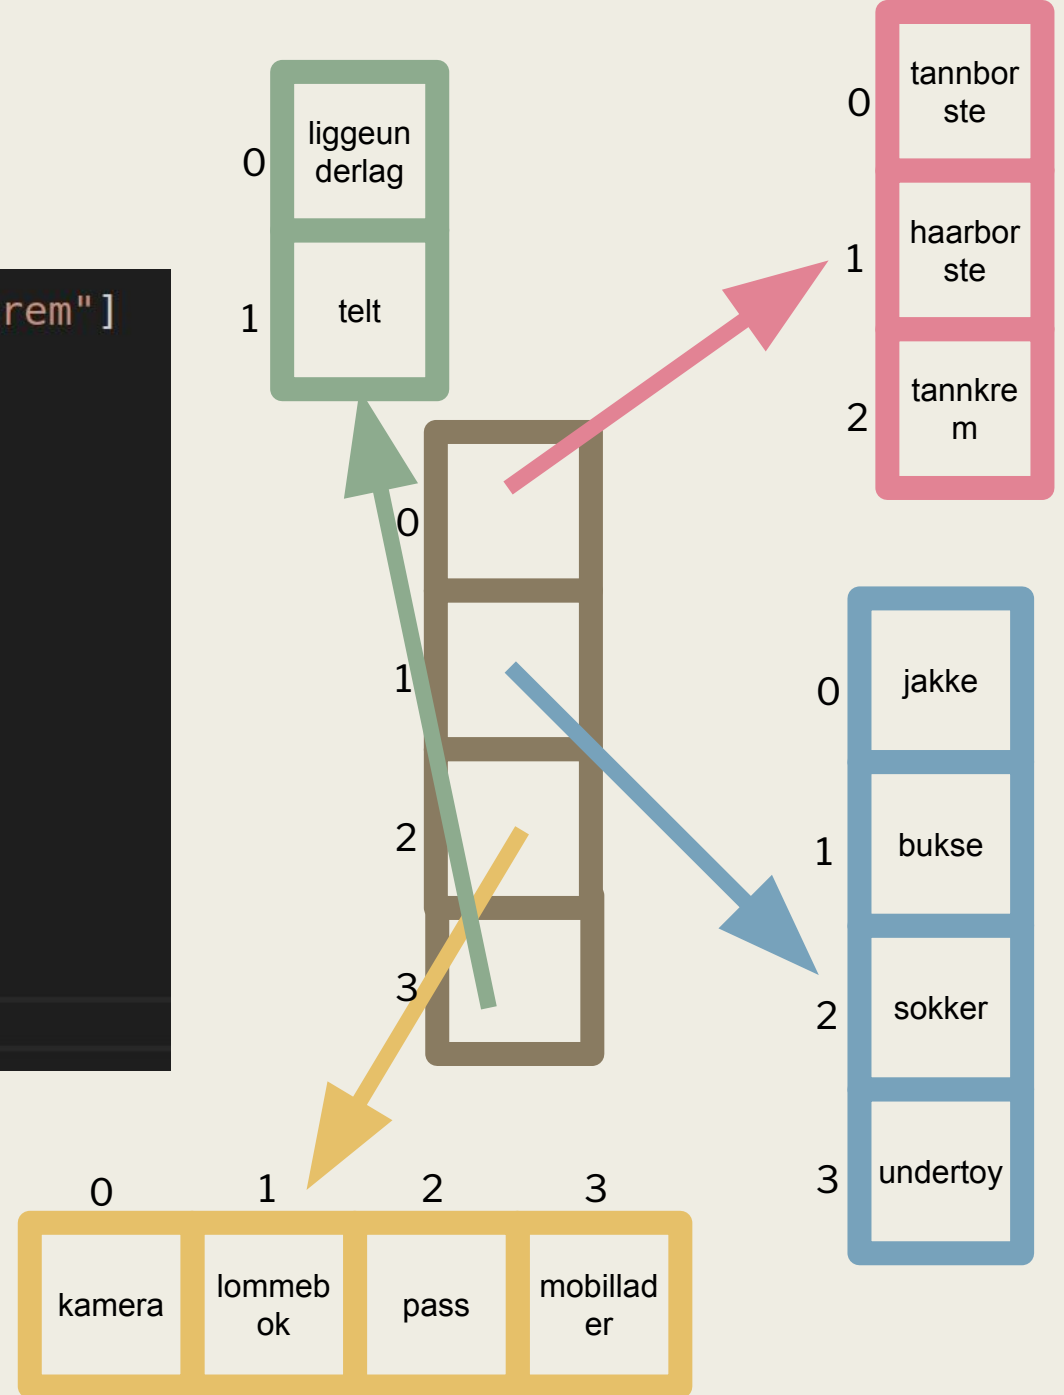 rem"]
0
liggeun
derlag
1
telt
0
tannbor
ste
1
haarbor
ste
2
tannkre
m
0
1
2
3
0
jakke
1
bukse
2
sokker
3
undertoy
0
1
2
3
kamera
lommeb
ok
pass
mobillad
er